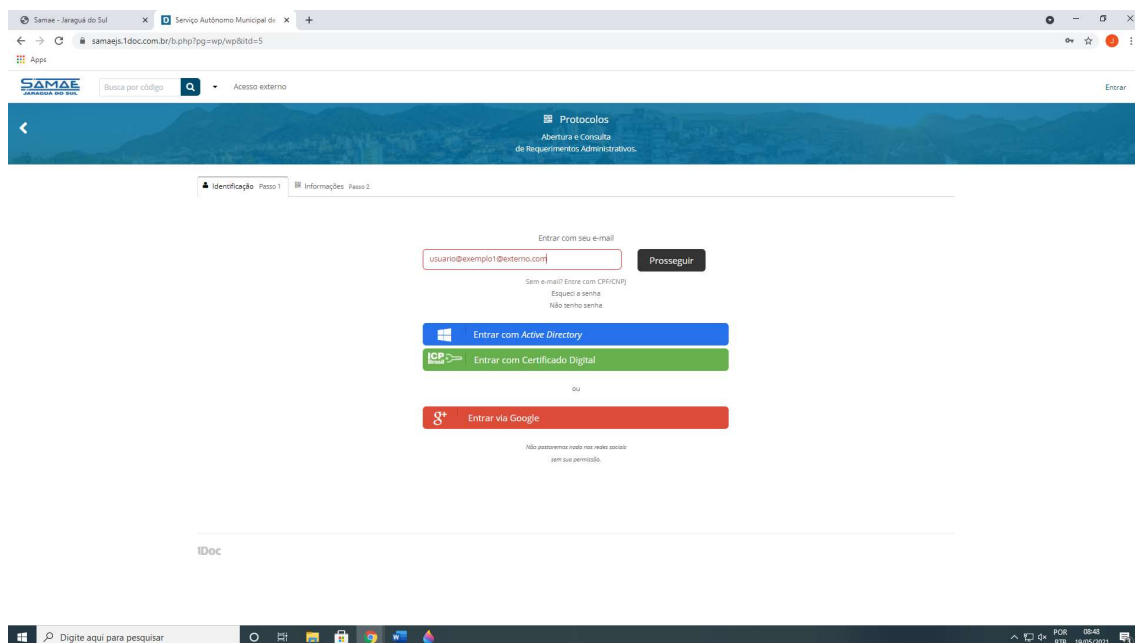 Samae - Jaraguá do Sul
Serviço Autônomo Municipal de
samaejs.1doc.com.br/b.php?pg=wp/wp&itd=5
Apps
SAMAE
JARAGUÁ DO SUL
Busca por código
Acesso externo
Entrar
Protocolos
Abertura e Consulta
de Requerimentos Administrativos.
Identificação Passo 1
Informações Passo 2
Entrar com seu e-mail
usuario@exemplo1@externo.com
Prosseguir
Sem e-mail? Entre com CPF/CNPJ
Esqueci a senha
Não tenho senha
Entrar com Active Directory
ICP Brasil
Entrar com Certificado Digital
ou
g+ Entrar via Google
Não postaremos nada nas redes sociais
sem sua permissão.
1Doc
Digite aqui para pesquisar
POR 08:48
PTB 19/05/2021